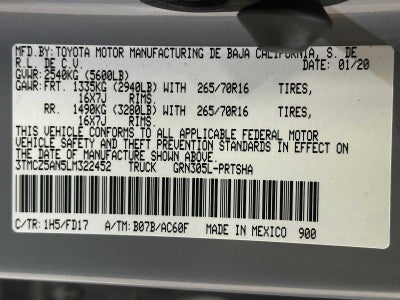 MFD.BY:TOYOTA MOTOR MANUFACTURING DE BAJA CALIFORNIA, S. DE
R.L. DE C.V. DATE: 01/20
GVWR:2540KG (5600LB)
GAWR:FRT. 1335KG (2940LB) WITH 265/70R16 TIRES,
16X7J RIMS.
RR. 1490KG (3280LB) WITH 265/70R16 TIRES,
16X7J RIMS.
THIS VEHICLE CONFORMS TO ALL APPLICABLE FEDERAL MOTOR
VEHICLE SAFETY AND THEFT PREVENTION STANDARDS IN EFFECT ON
THE DATE OF MANUFACTURE SHOWN ABOVE.
3TMCZ5AN5LM322452 TRUCK GRN305L-PRTSHA
C/TR:1H5/FD17 A/TM:B07B/AC60F MADE IN MEXICO 900